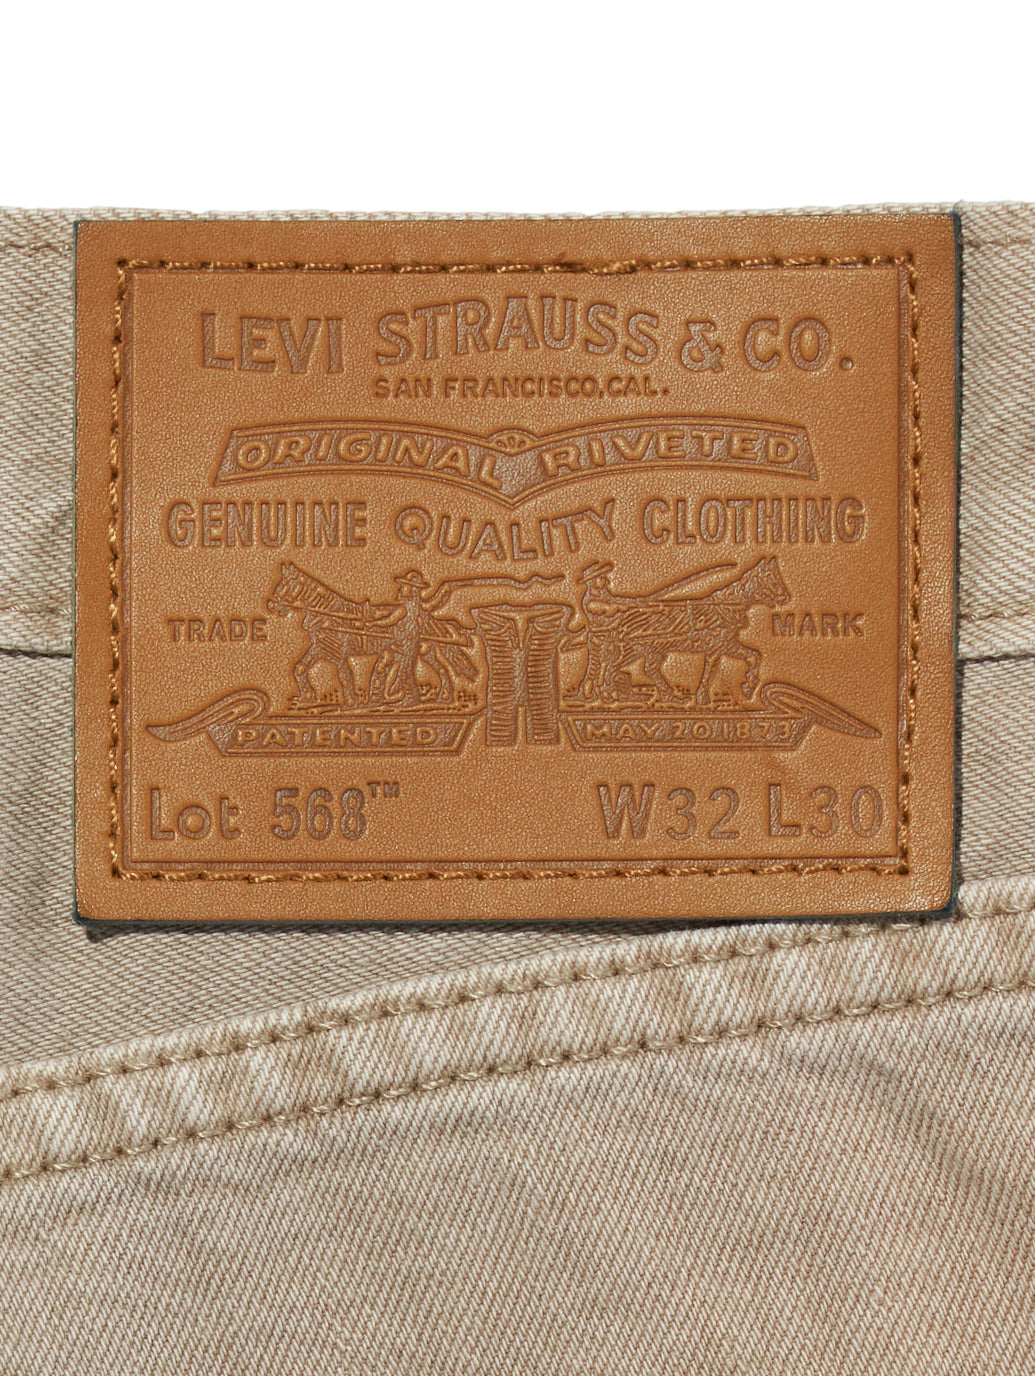 LEVI STRAUSS & CO.
SAN FRANCISCO, CAL.
ORIGINAL RIVETED
GENUINE QUALITY CLOTHING
TRADE MARK
PATENTED MAY 20 1873
Lot 568™ W32 L30